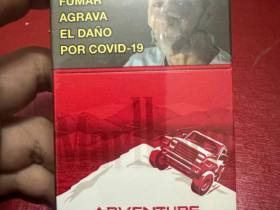 FUMAR
AGRAVA
EL DAÑO
POR COVID-19
ADVENTURE